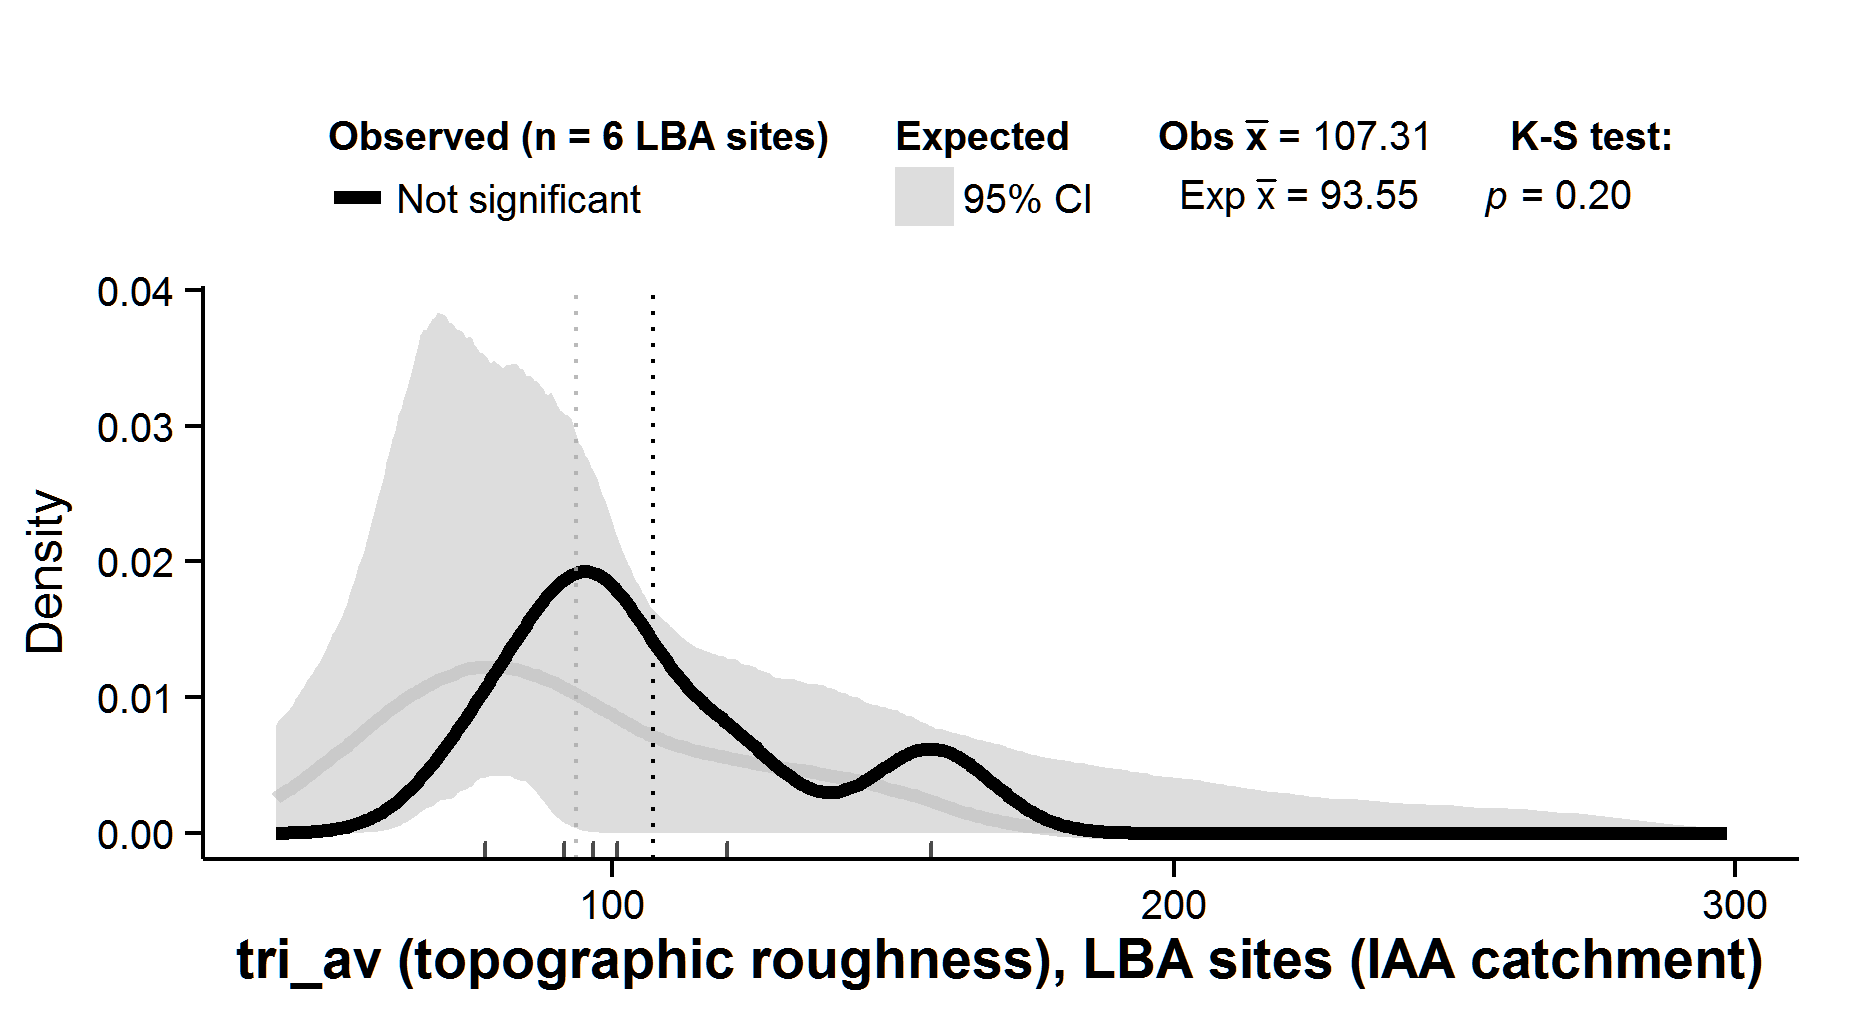 Observed (n = 6 LBA sites) Expected Obs x̅ = 107.31 K-S test:
Not significant 95% CI Exp x̅ = 93.55 p = 0.20
0.04
0.03
0.02
0.01
0.00
Density
100 200 300
tri_av (topographic roughness), LBA sites (IAA catchment)